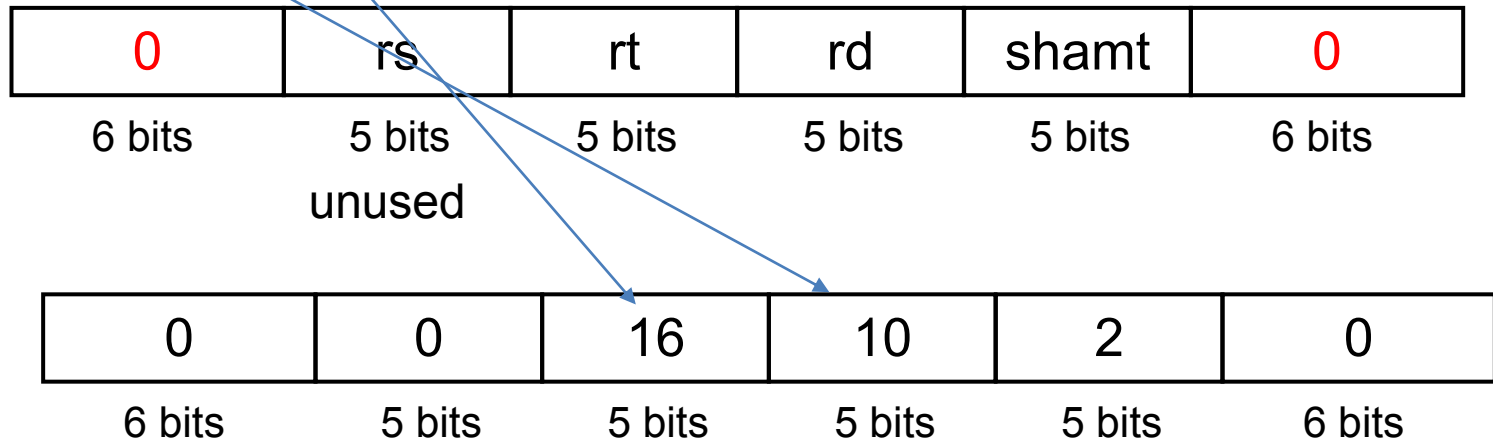 0 rs rt rd shamt 0
6 bits 5 bits 5 bits 5 bits 5 bits 6 bits
unused
0 0 16 10 2 0
6 bits 5 bits 5 bits 5 bits 5 bits 6 bits